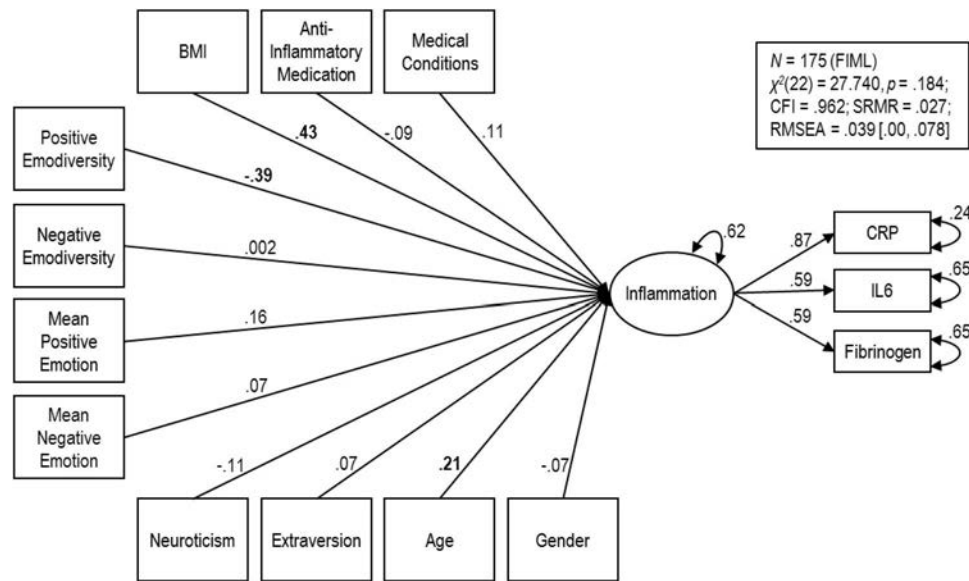 BMI
Anti-
Inflammatory
Medication
Medical
Conditions
N = 175 (FIML)
χ²(22) = 27.740, p = .184;
CFI = .962; SRMR = .027;
RMSEA = .039 [.00, .078]
.43
-.09
.11
Positive
Emodiversity
-.39
Negative
Emodiversity
.002
Mean
Positive
Emotion
.16
Mean
Negative
Emotion
.07
-.11
.07
.21
-.07
Neuroticism
Extraversion
Age
Gender
Inflammation
.62
.87
.59
.59
CRP
.24
IL6
.65
Fibrinogen
.65